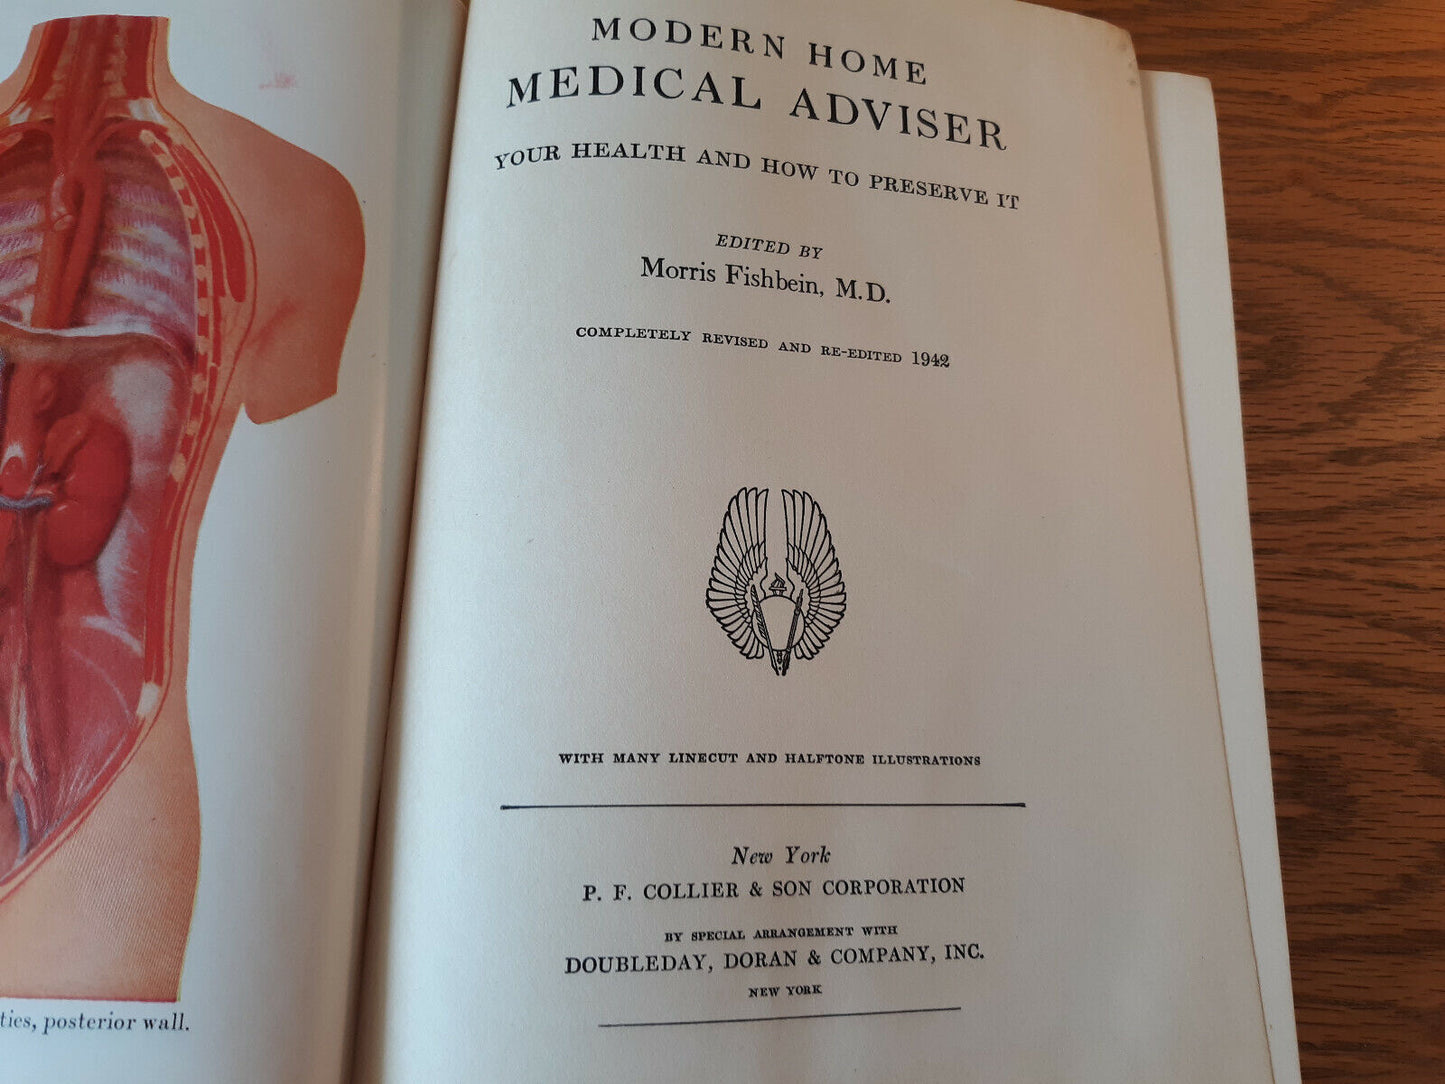 MODERN HOME
MEDICAL ADVISER
YOUR HEALTH AND HOW TO PRESERVE IT
EDITED BY
Morris Fishbein, M.D.
COMPLETELY REVISED AND RE-EDITED 1942
WITH MANY LINECUT AND HALFTONE ILLUSTRATIONS
New York
P. F. COLLIER & SON CORPORATION
BY SPECIAL ARRANGEMENT WITH
DOUBLEDAY, DORAN & COMPANY, INC.
NEW YORK
ties, posterior wall.